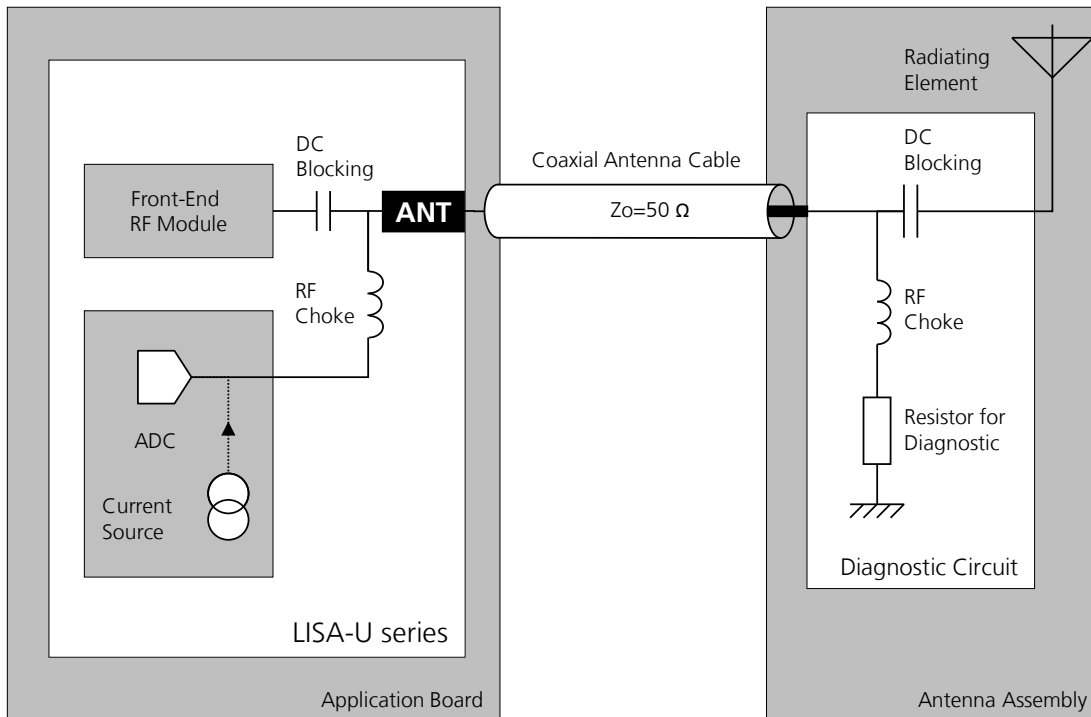 DC
Blocking
Front-End
RF Module
ANT
RF
Choke
ADC
Current
Source
LISA-U series
Application Board
Coaxial Antenna Cable
Zo=50 Ω
Radiating
Element
DC
Blocking
RF
Choke
Resistor for
Diagnostic
Diagnostic Circuit
Antenna Assembly